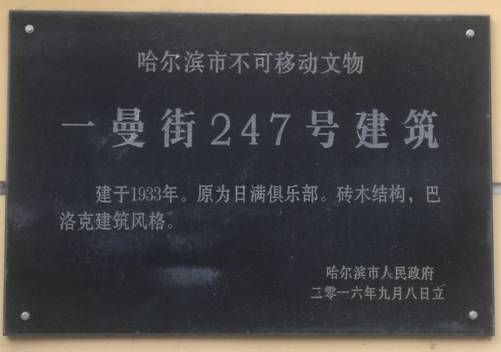 哈尔滨市不可移动文物
一曼街247号建筑
建于1933年。原为日满俱乐部。砖木结构，巴
洛克建筑风格。
哈尔滨市人民政府
二零一六年九月八日立